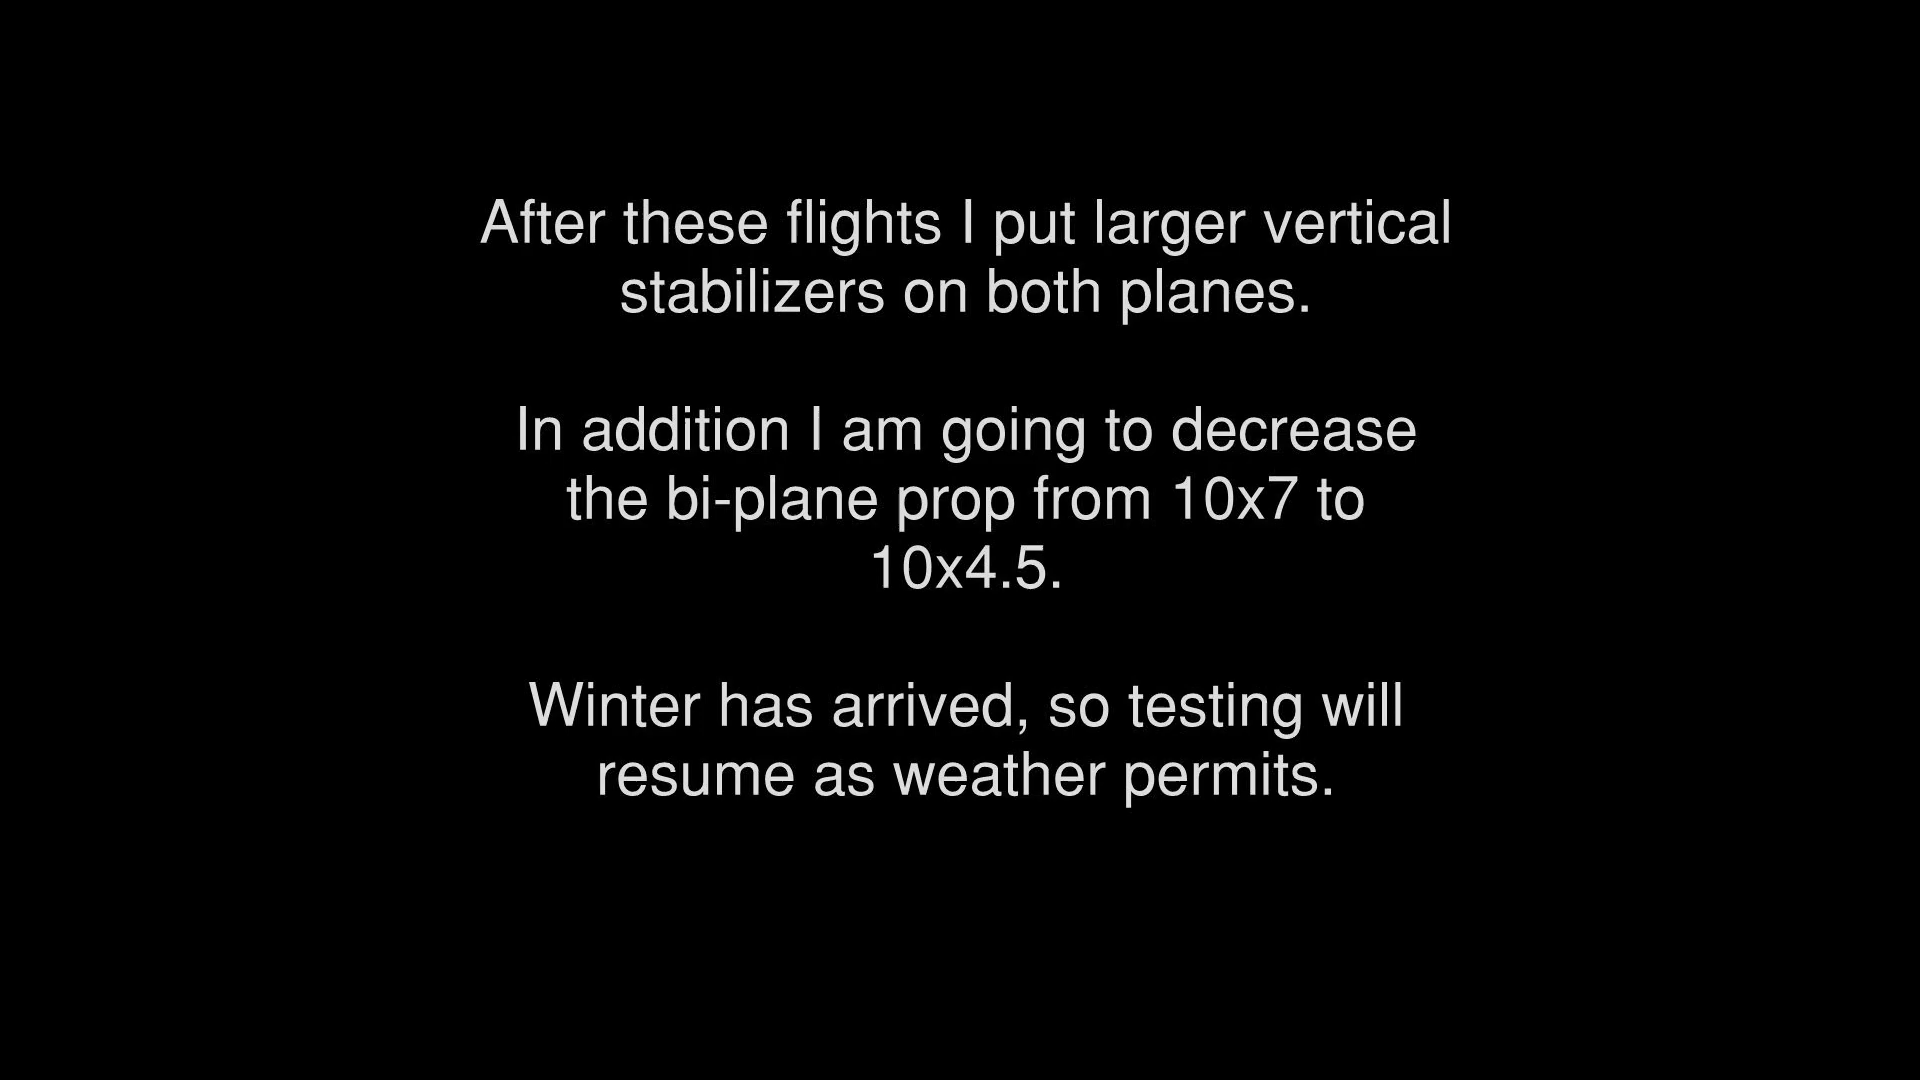 After these flights I put larger vertical
stabilizers on both planes.
In addition I am going to decrease
the bi-plane prop from 10x7 to
10x4.5.
Winter has arrived, so testing will
resume as weather permits.